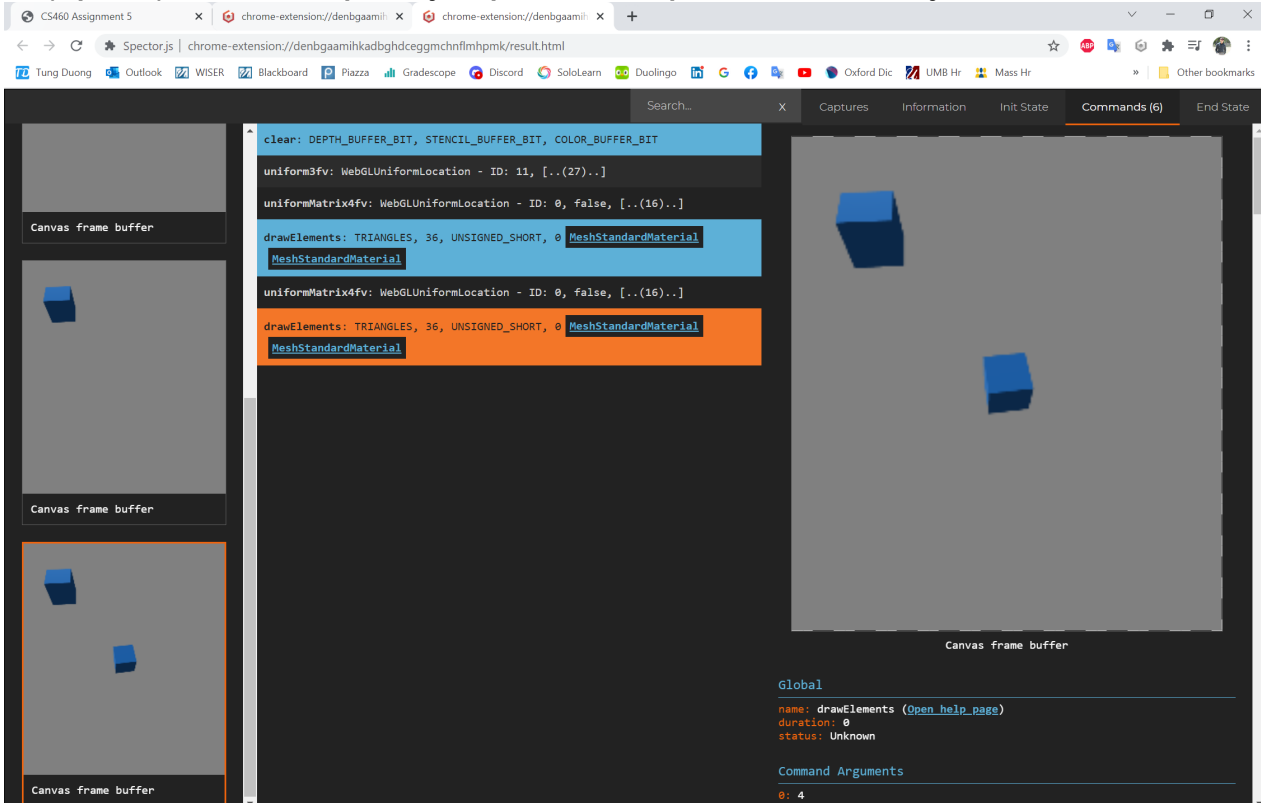 CS460 Assignment 5
chrome-extension://denbgaamih
chrome-extension://denbgaamih
Spector.js | chrome-extension://denbgaamihkadbghdceggmchnflmhpmk/result.html
ABP
Tung Duong Outlook WISER Blackboard Piazza Gradescope Discord SoloLearn Duolingo Oxford Dic UMB Hr Mass Hr » Other bookmarks
Search... X Captures Information Init State Commands (6) End State
Canvas frame buffer
Canvas frame buffer
Canvas frame buffer
clear: DEPTH_BUFFER_BIT, STENCIL_BUFFER_BIT, COLOR_BUFFER_BIT
uniform3fv: WebGLUniformLocation - ID: 11, [..(27)..]
uniformMatrix4fv: WebGLUniformLocation - ID: 0, false, [..(16)..]
drawElements: TRIANGLES, 36, UNSIGNED_SHORT, 0 MeshStandardMaterial
MeshStandardMaterial
uniformMatrix4fv: WebGLUniformLocation - ID: 0, false, [..(16)..]
drawElements: TRIANGLES, 36, UNSIGNED_SHORT, 0 MeshStandardMaterial
MeshStandardMaterial
Canvas frame buffer
Global
name: drawElements (Open help page)
duration: 0
status: Unknown
Command Arguments
0: 4